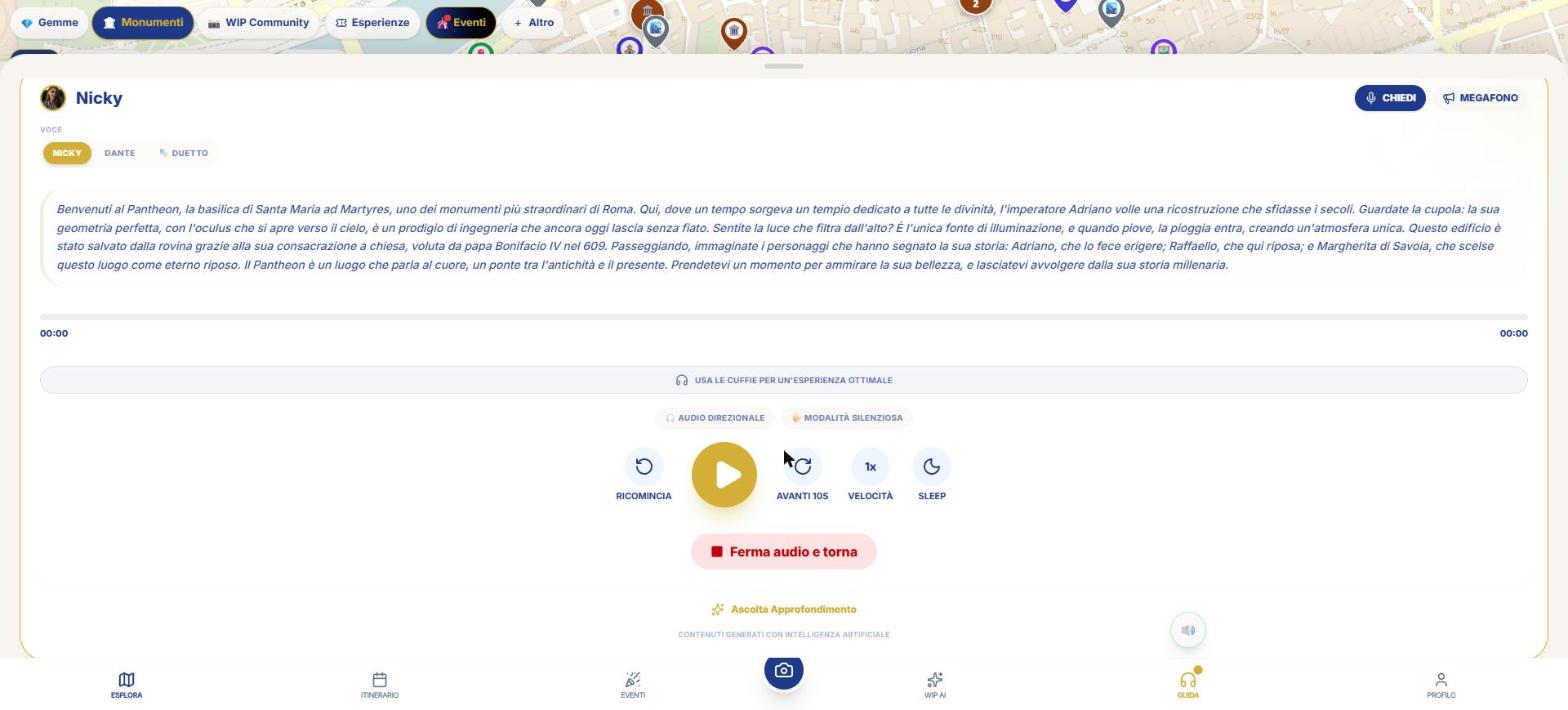 Gemme
Monumenti
WIP Community
Esperienze
Eventi
+ Altro
2
Nicky
CHIEDI
MEGAFONO
VOCE
NICKY
DANTE
DUETTO
Benvenuti al Pantheon, la basilica di Santa Maria ad Martyres, uno dei monumenti più straordinari di Roma. Qui, dove un tempo sorgeva un tempio dedicato a tutte le divinità, l'imperatore Adriano volle una ricostruzione che sfidasse i secoli. Guardate la cupola: la sua
geometria perfetta, con l'oculus che si apre verso il cielo, è un prodigio di ingegneria che ancora oggi lascia senza fiato. Sentite la luce che filtra dall'alto? È l'unica fonte di illuminazione, e quando piove, la pioggia entra, creando un'atmosfera unica. Questo edificio è
stato salvato dalla rovina grazie alla sua consacrazione a chiesa, voluta da papa Bonifacio IV nel 609. Passeggiando, immaginate i personaggi che hanno segnato la sua storia: Adriano, che lo fece erigere; Raffaello, che qui riposa; e Margherita di Savoia, che scelse
questo luogo come eterno riposo. Il Pantheon è un luogo che parla al cuore, un ponte tra l'antichità e il presente. Prendetevi un momento per ammirare la sua bellezza, e lasciatevi avvolgere dalla sua storia millenaria.
00:00
00:00
USA LE CUFFIE PER UN'ESPERIENZA OTTIMALE
AUDIO DIREZIONALE
MODALITÀ SILENZIOSA
1x
RICOMINCIA
AVANTI 10S
VELOCITÀ
SLEEP
Ferma audio e torna
Ascolta Approfondimento
CONTENUTI GENERATI CON INTELLIGENZA ARTIFICIALE
ESPLORA
ITINERARIO
EVENTI
WIP AI
GUIDA
PROFILO